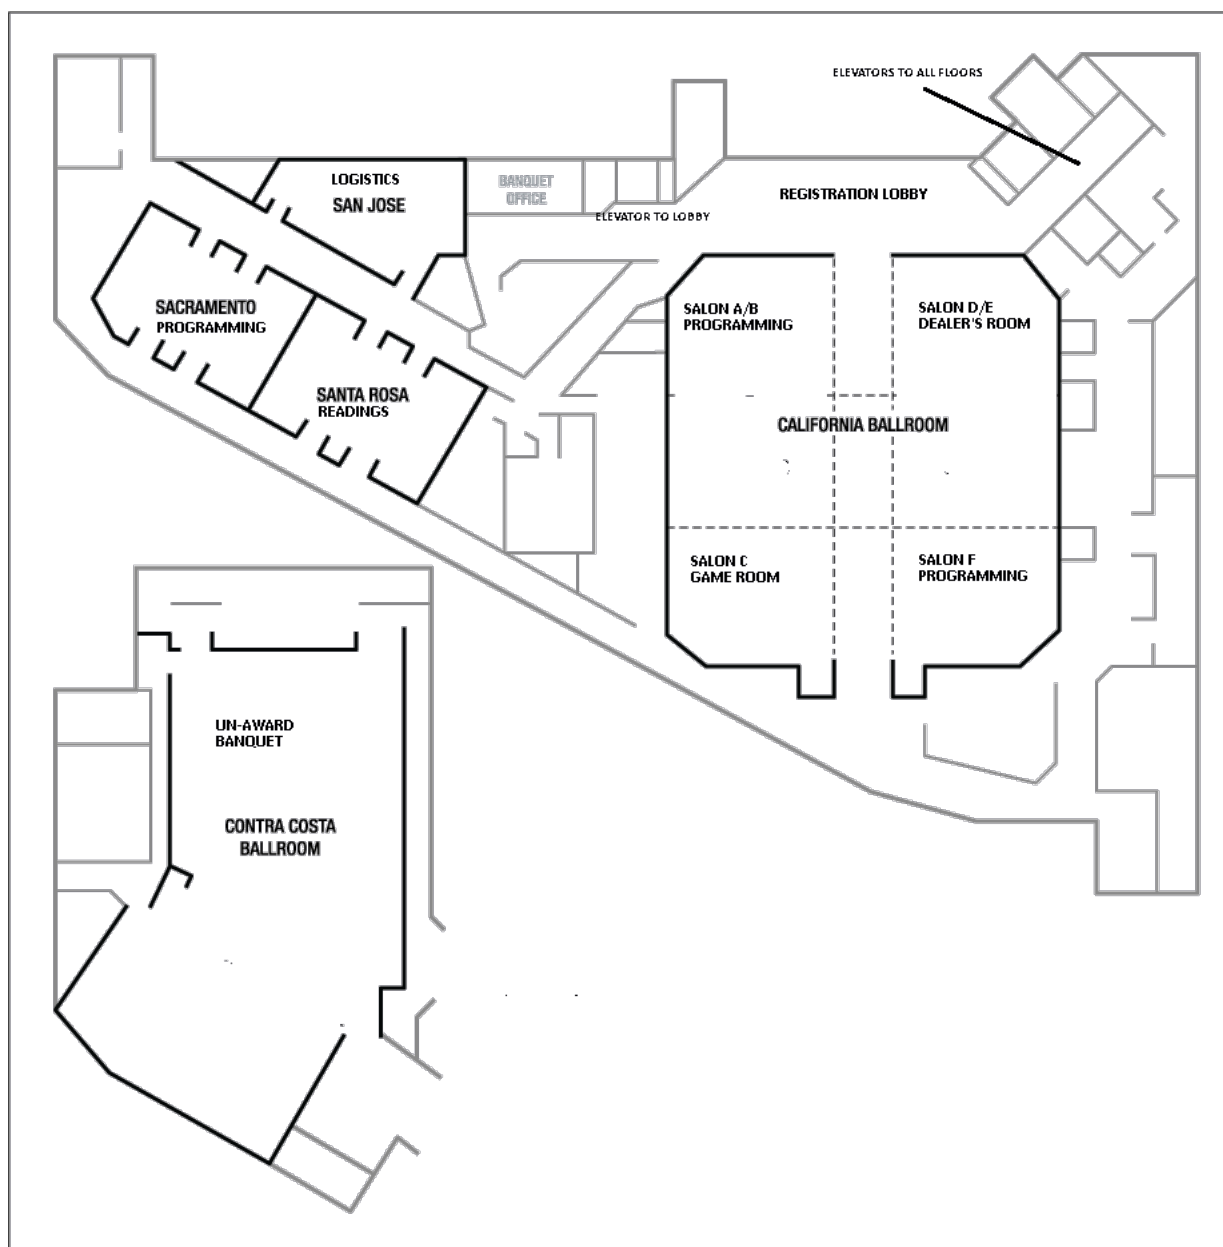 ELEVATORS TO ALL FLOORS
LOGISTICS
SAN JOSE
BANQUET
OFFICE
ELEVATOR TO LOBBY
REGISTRATION LOBBY
SACRAMENTO
PROGRAMMING
SALON A/B
PROGRAMMING
SALON D/E
DEALER'S ROOM
SANTA ROSA
READINGS
CALIFORNIA BALLROOM
SALON C
GAME ROOM
SALON F
PROGRAMMING
UN-AWARD
BANQUET
CONTRA COSTA
BALLROOM